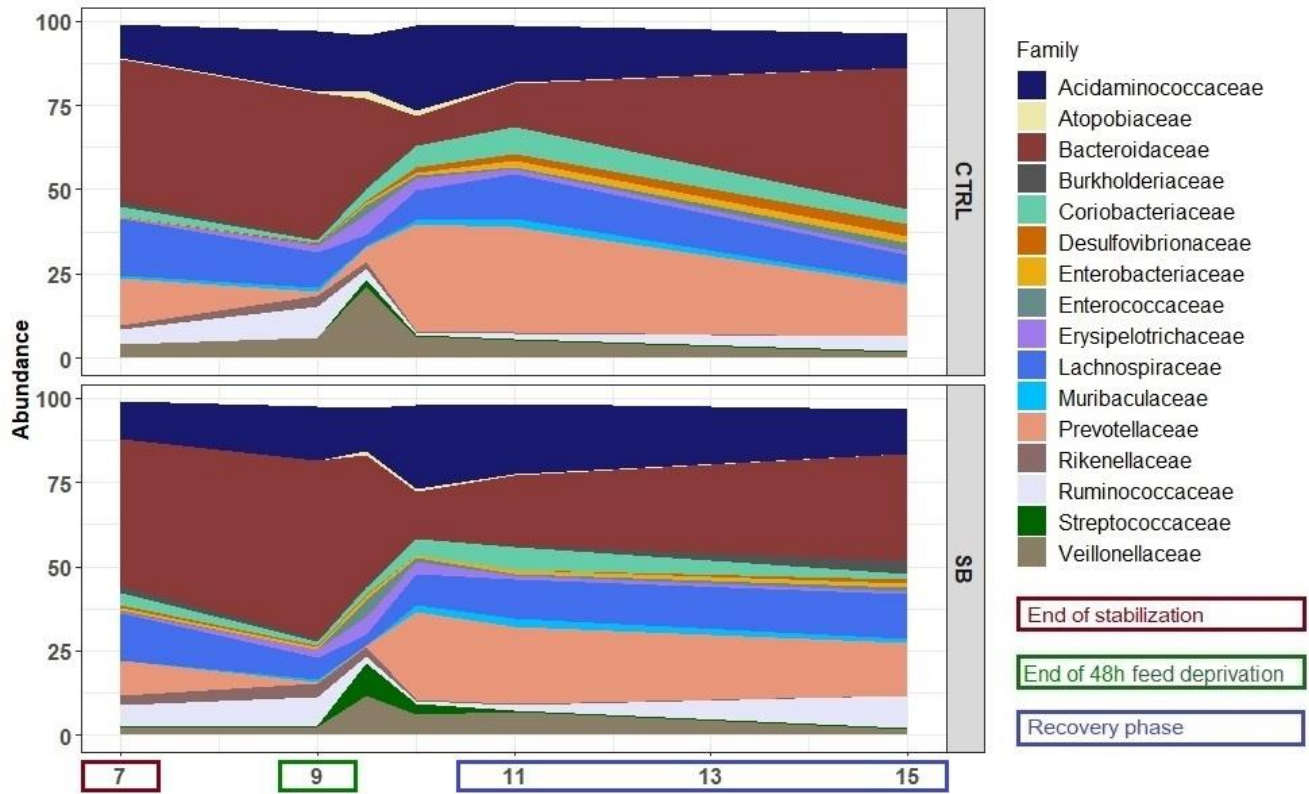 100
75
50
25
0
CTRL
100
75
50
25
0
SB
Abundance
7
9
11
13
15
Family
Acidaminococcaceae
Atopobiaceae
Bacteroidaceae
Burkholderiaceae
Coriobacteriaceae
Desulfovibrionaceae
Enterobacteriaceae
Enterococcaceae
Erysipelotrichaceae
Lachnospiraceae
Muribaculaceae
Prevotellaceae
Rikenellaceae
Ruminococcaceae
Streptococcaceae
Veillonellaceae
End of stabilization
End of 48h feed deprivation
Recovery phase